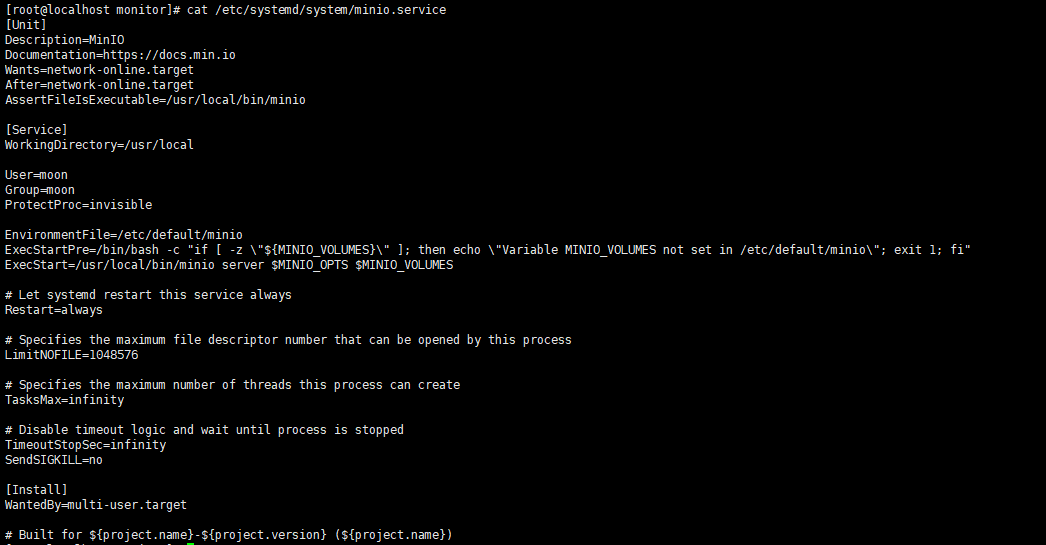 [root@localhost monitor]# cat /etc/systemd/system/minio.service
[Unit]
Description=MinIO
Documentation=https://docs.min.io
Wants=network-online.target
After=network-online.target
AssertFileIsExecutable=/usr/local/bin/minio
[Service]
WorkingDirectory=/usr/local
User=moon
Group=moon
ProtectProc=invisible
EnvironmentFile=/etc/default/minio
ExecStartPre=/bin/bash -c "if [ -z \"${MINIO_VOLUMES}\" ]; then echo \"Variable MINIO_VOLUMES not set in /etc/default/minio\"; exit 1; fi"
ExecStart=/usr/local/bin/minio server $MINIO_OPTS $MINIO_VOLUMES
# Let systemd restart this service always
Restart=always
# Specifies the maximum file descriptor number that can be opened by this process
LimitNOFILE=1048576
# Specifies the maximum number of threads this process can create
TasksMax=infinity
# Disable timeout logic and wait until process is stopped
TimeoutStopSec=infinity
SendSIGKILL=no
[Install]
WantedBy=multi-user.target
# Built for ${project.name}-${project.version} (${project.name})